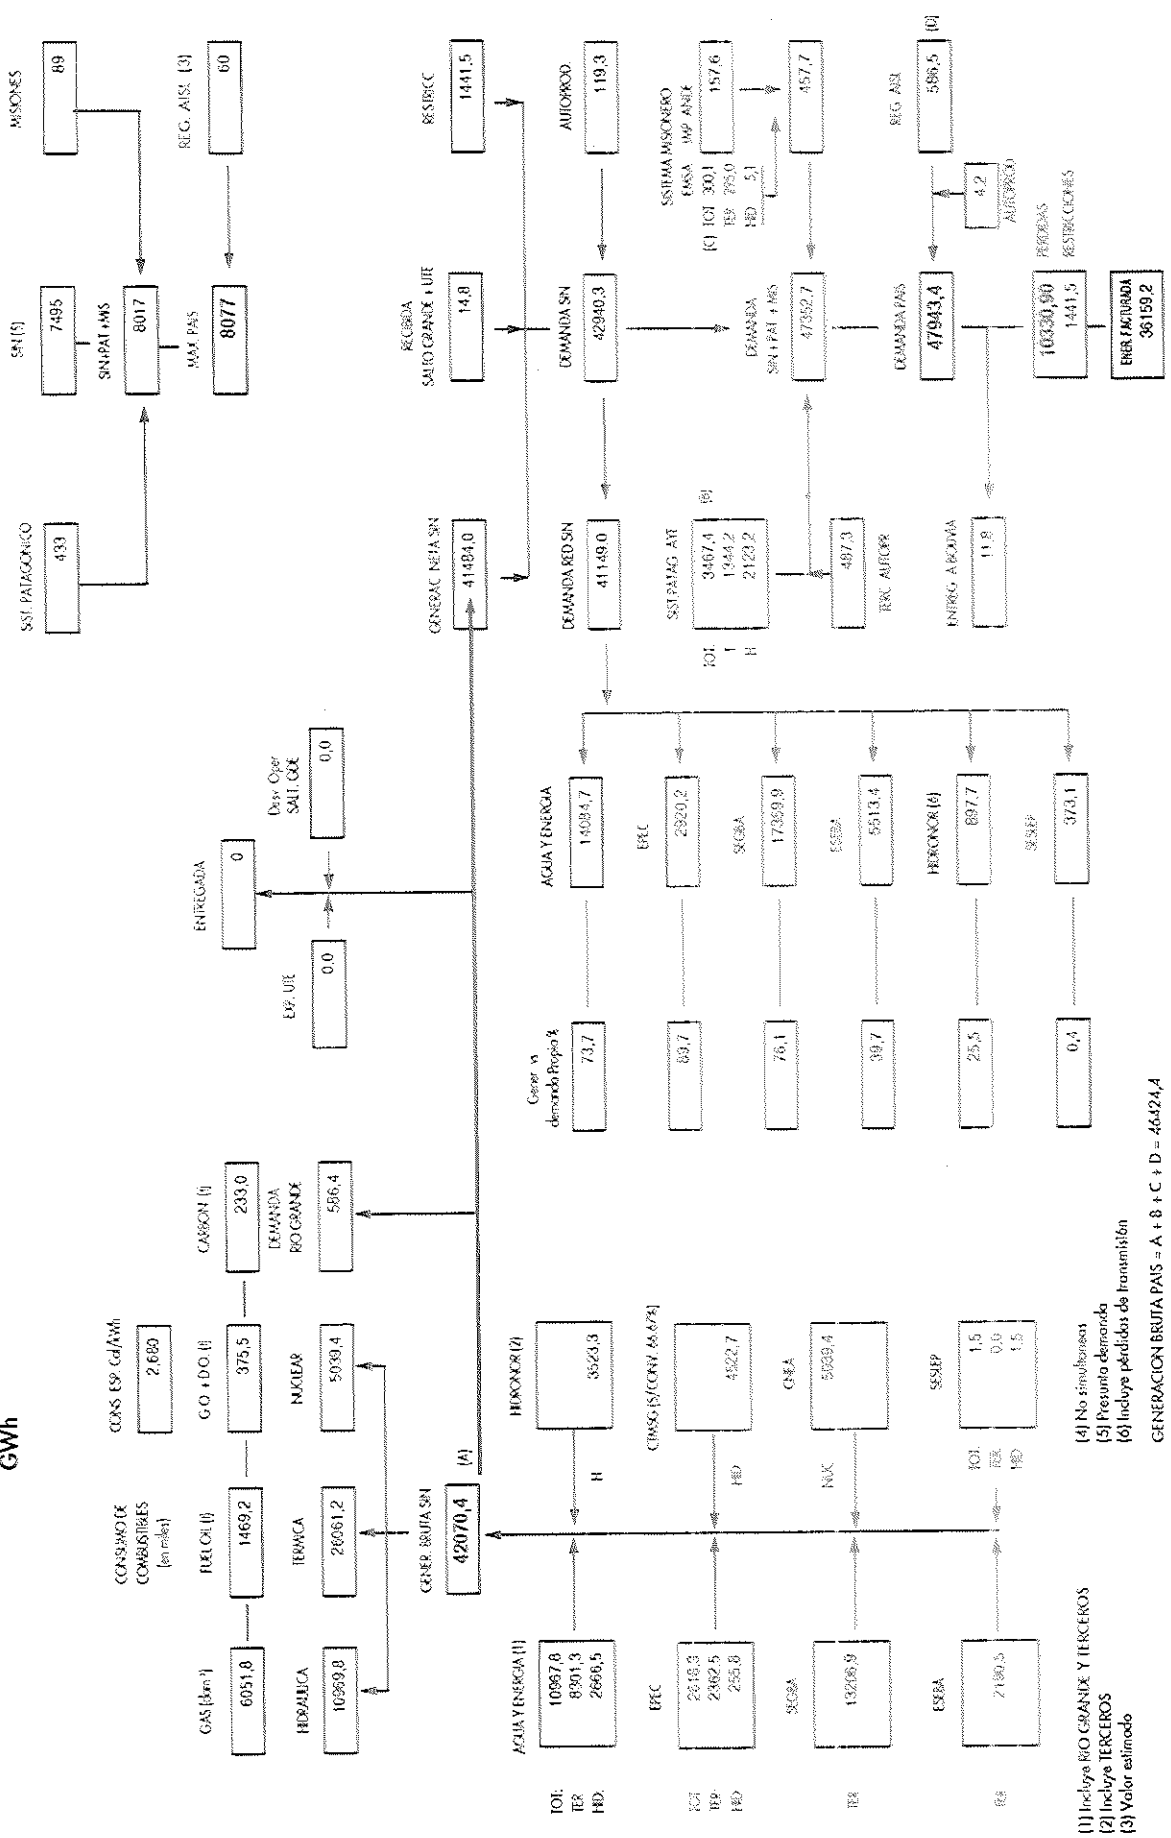 GWh
CONSUMO DE
COMBUSTIBLES
(en miles)
CONS. ESP. Cal/kWh
2,680
GAS (dam³)
6051,8
FUEL OIL (t)
1469,2
G.O. + D.O. (t)
375,5
CARBON (t)
233,0
HIDRAULICA
10969,8
TERMICA
26061,2
NUCLEAR
5039,4
DEMANDA
RIO GRANDE
586,4
GENER. BRUTA SIN
42070,4
(A)
TOT.
TER
HID.
AGUA Y ENERGIA (1)
10967,8
8301,3
2666,5
H
HIDRONOR (2)
3523,3
TOT
TER
HID
EPEC
2618,3
2362,5
255,8
HID
CTMSG (S/CONV. 66.67%)
4522,7
TER
SEGBA
13206,9
NUC
CNEA
5039,4
TER
ESEBA
2180,5
TOT.
TER
HID
SESLEP
1.5
0.0
1.5
ENTREGADA
0
EXP. UTE
0,0
Desv Oper
SALT. GDE
0,0
Gener vs
demanda Propia %
73,7
89,7
76,1
39,7
25,5
0,4
AGUA Y ENERGIA
14084,7
EPEC
2920,2
SEGBA
17359,9
ESEBA
5513,4
HIDRONOR (6)
897,7
SESLEP
373,1
SIST. PATAGONICO
433
SIN (5)
7495
MISIONES
89
SIN+PAT +MIS
8017
MAX. PAIS
8077
REG. AISL (3)
60
GENERAC NETA SIN
41484,0
RECIBIDA
SALTO GRANDE + UTE
14,8
RESTRICC
1441,5
DEMANDA RED SIN
41149,0
DEMANDA SIN
42940,3
AUTOPROD.
119,3
SIST.PATAG AYE
(B)
TOT.
T
H
3467,4
1344,2
2123,2
487,3
TERC AUTOPR
DEMANDA
SIN + PAT + MIS
47352,7
SISTEMA MISIONERO
EMSA IMP ANDE
(C) TOT 300,1
TER 295,0
HID 5,1
157,6
457,7
DEMANDA PAIS
47943,4
REG. AISL
586,5
(D)
4,2
AUTOPROD
ENTREG A BOLIVIA
11,8
10330,90
1441,5
PERDIDAS
RESTRICCIONES
ENER. FACTURADA
36159,2
(1) Incluye RIO GRANDE Y TERCEROS
(2) Incluye TERCEROS
(3) Valor estimado
(4) No simultaneas
(5) Presunta demanda
(6) Incluye pérdidas de transmisión
GENERACION BRUTA PAIS = A + B + C + D = 46424,4